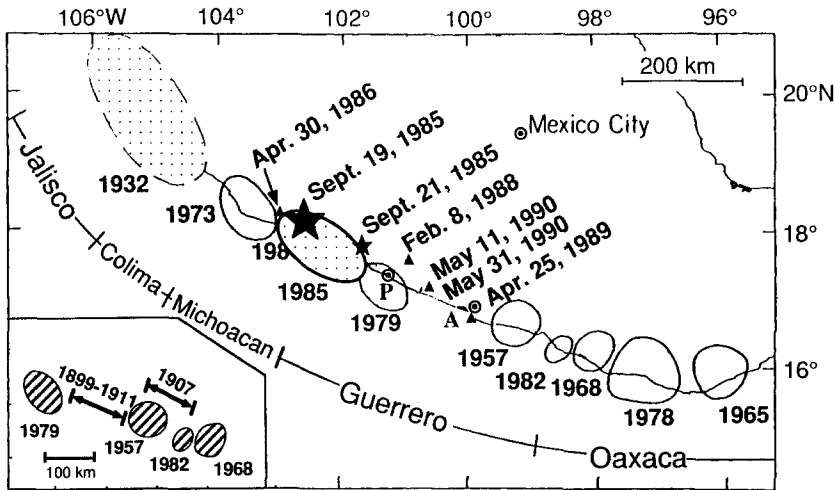 106°W
104°
102°
100°
98°
96°
200 km
20°N
18°
16°
Mexico City
Apr. 30, 1986
Sept. 19, 1985
Sept. 21, 1985
Feb. 8, 1988
May 11, 1990
May 31, 1990
Apr. 25, 1989
1932
1973
198
1985
1979
P
A
1957
1982
1968
1978
1965
Jalisco
Colima
Michoacan
Guerrero
Oaxaca
1899-1911
1907
1979
1957
1982
1968
100 km